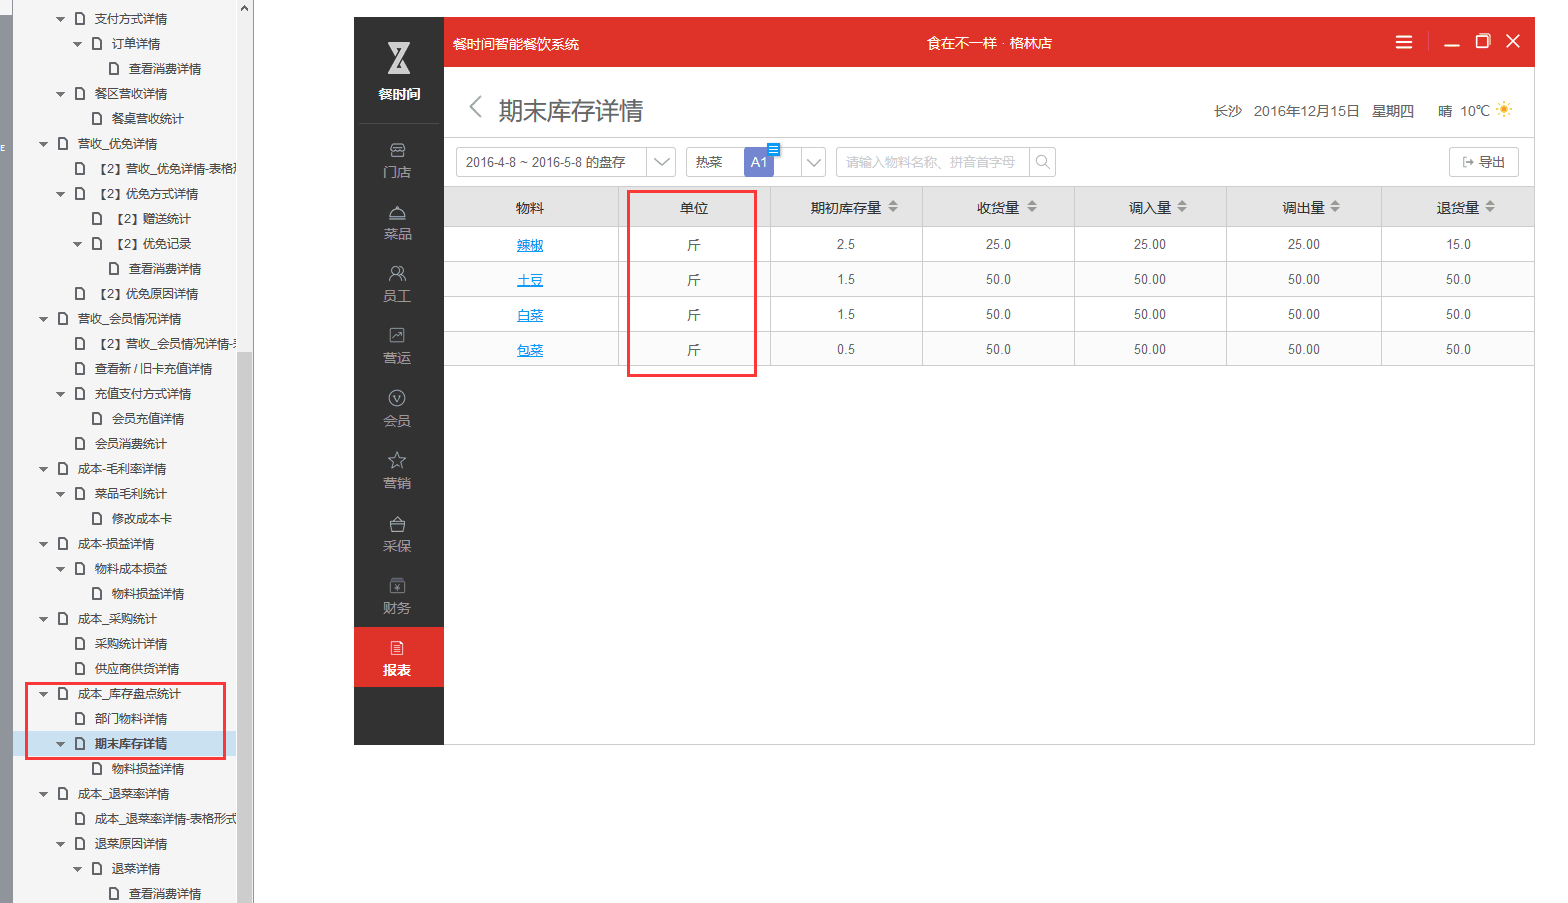 支付方式详情
订单详情
查看消费详情
餐区营收详情
餐桌营收统计
营收_优免详情
【2】营收_优免详情-表格形
【2】优免方式详情
【2】赠送统计
【2】优免记录
查看消费详情
【2】优免原因详情
营收_会员情况详情
【2】营收_会员情况详情-
查看新 / 旧卡充值详情
充值支付方式详情
会员充值详情
会员消费统计
成本-毛利率详情
菜品毛利统计
修改成本卡
成本-损益详情
物料成本损益
物料损益详情
成本_采购统计
采购统计详情
供应商供货详情
成本_库存盘点统计
部门物料详情
期末库存详情
物料损益详情
成本_退菜率详情
成本_退菜率详情-表格形式
退菜原因详情
退菜详情
查看消费详情
E
餐时间
门店
菜品
员工
营运
会员
营销
采保
财务
报表
餐时间智能餐饮系统 食在不一样 · 格林店
期末库存详情 长沙 2016年12月15日 星期四 晴 10℃
2016-4-8 ~ 2016-5-8 的盘存 热菜 A1 请输入物料名称、拼音首字母 导出
物料 单位 期初库存量 收货量 调入量 调出量 退货量
辣椒 斤 2.5 25.0 25.00 25.00 15.0
土豆 斤 1.5 50.0 50.00 50.00 50.0
白菜 斤 1.5 50.0 50.00 50.00 50.0
包菜 斤 0.5 50.0 50.00 50.00 50.0